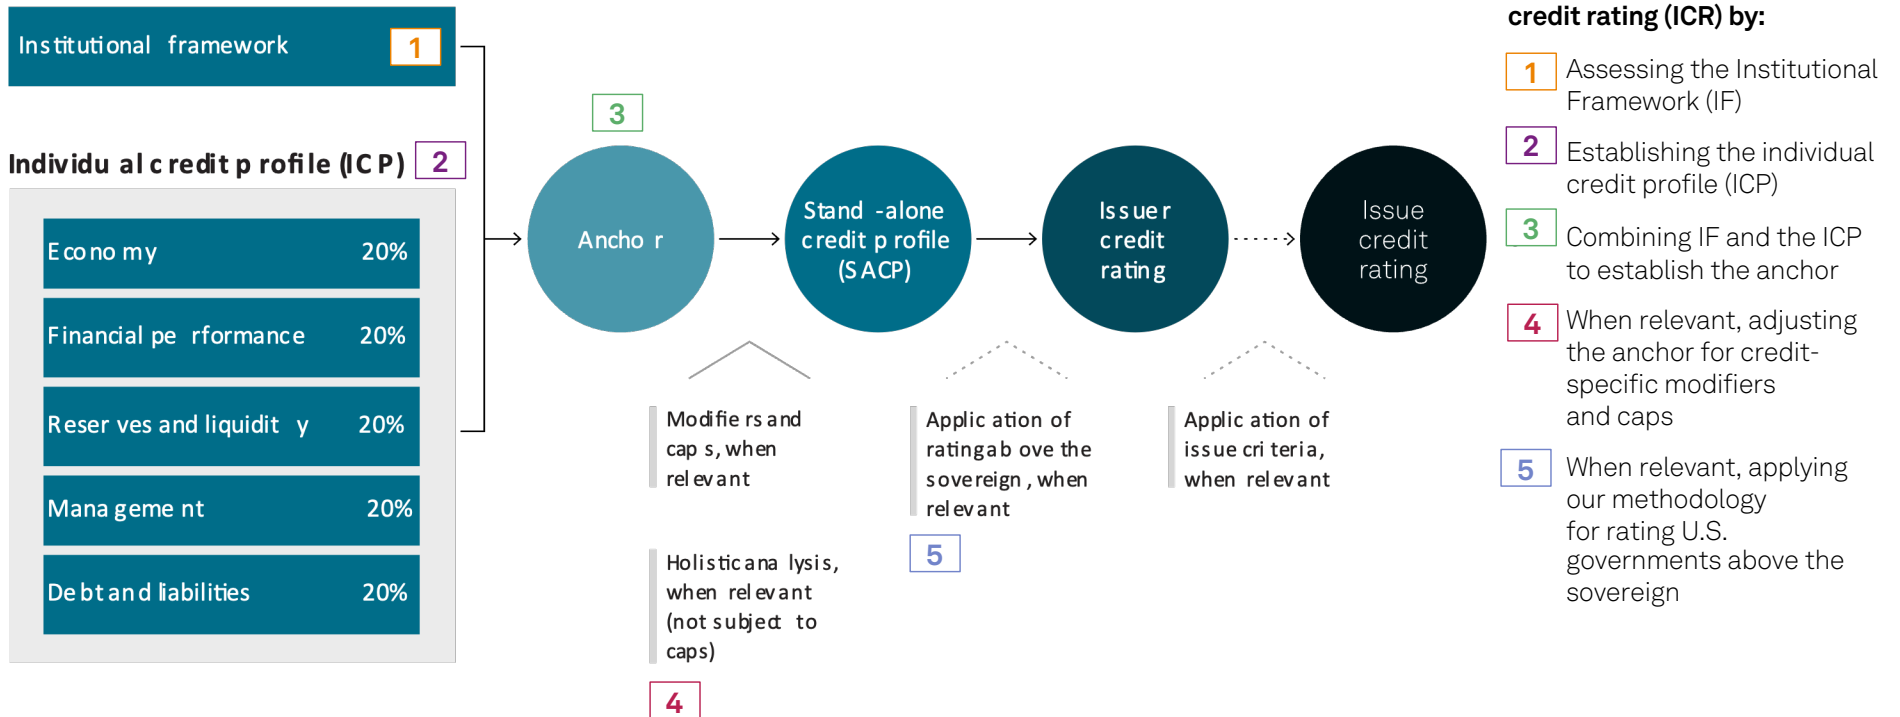 Institutional framework
1
Individual credit profile (ICP)
2
Economy 20%
Financial performance 20%
Reserves and liquidity 20%
Management 20%
Debt and liabilities 20%
3
Anchor
Stand-alone
credit profile
(SACP)
Issuer
credit
rating
Issue
credit
rating
Modifiers and
caps, when
relevant
Holistic analysis,
when relevant
(not subject to
caps)
4
Application of
rating above the
sovereign, when
relevant
5
Application of
issue criteria,
when relevant
credit rating (ICR) by:
1
Assessing the Institutional
Framework (IF)
2
Establishing the individual
credit profile (ICP)
3
Combining IF and the ICP
to establish the anchor
4
When relevant, adjusting
the anchor for credit-
specific modifiers
and caps
5
When relevant, applying
our methodology
for rating U.S.
governments above the
sovereign